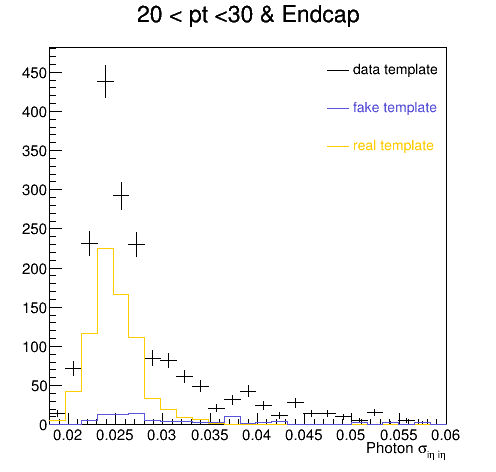 20 < pt <30 & Endcap
data template
fake template
real template
450
400
350
300
250
200
150
100
50
0
0.02 0.025 0.03 0.035 0.04 0.045 0.05 0.055 0.06
Photon σiη iη